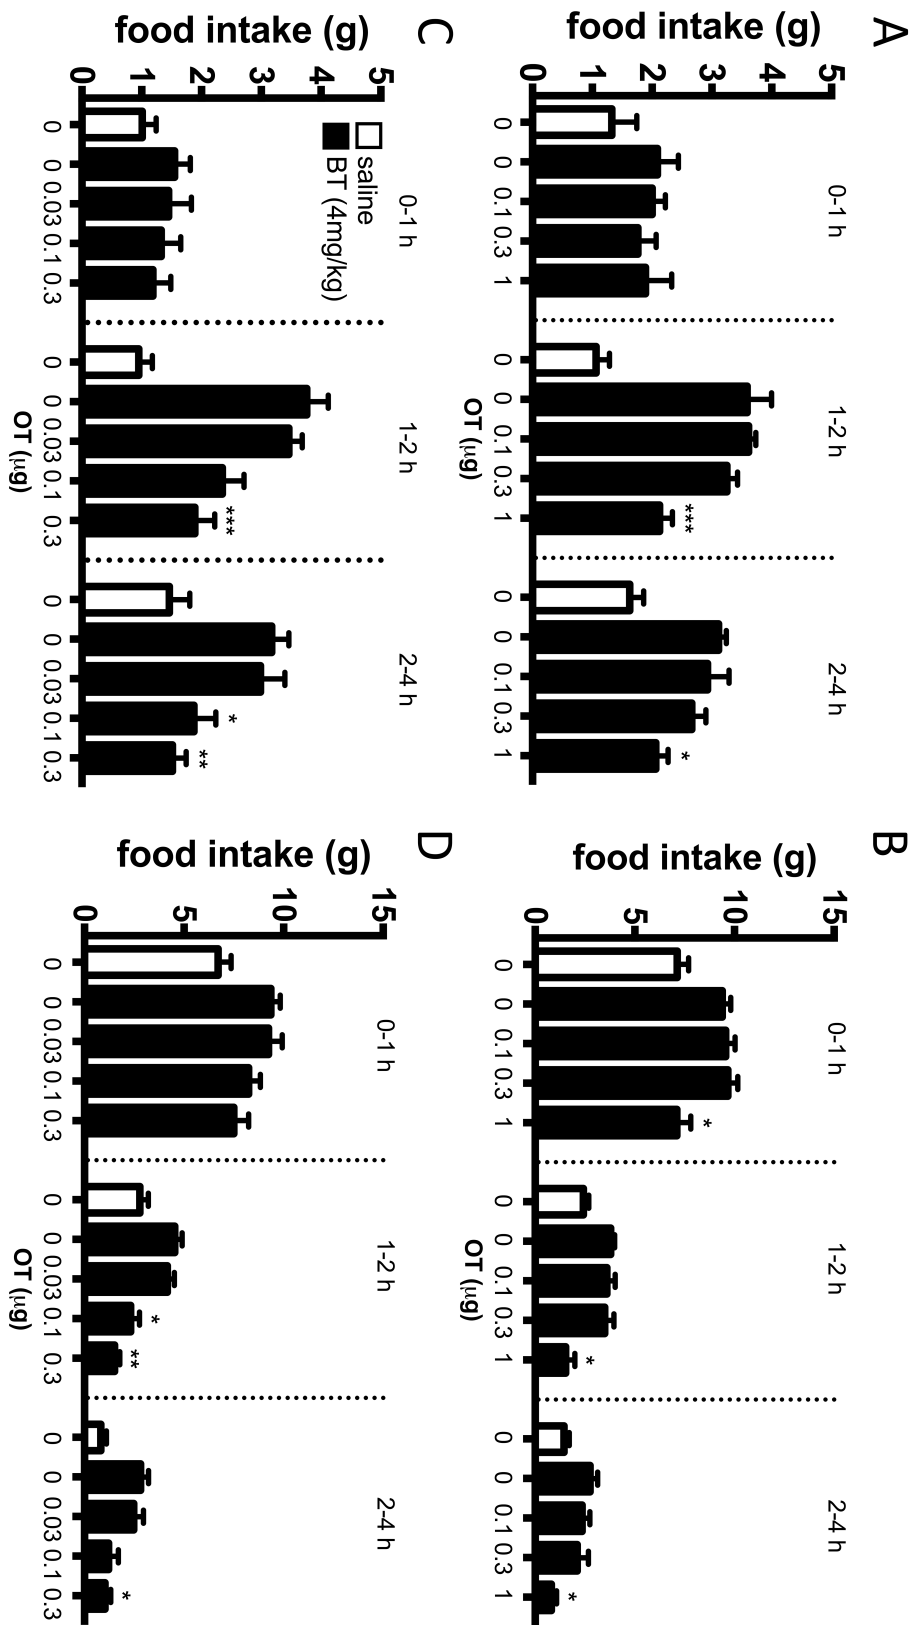 A
food intake (g)
5
4
3
2
1
0
0-1 h
1-2 h
2-4 h
***
*
0 0 0.1 0.3 1 0 0 0.1 0.3 1 0 0 0.1 0.3 1
OT (µg)
B
food intake (g)
15
10
5
0
0-1 h
1-2 h
2-4 h
*
*
*
0 0 0.1 0.3 1 0 0 0.1 0.3 1 0 0 0.1 0.3 1
OT (µg)
C
food intake (g)
5
4
3
2
1
0
saline
BT (4mg/kg)
0-1 h
1-2 h
2-4 h
***
*
**
0 0 0.03 0.1 0.3 0 0 0.03 0.1 0.3 0 0 0.03 0.1 0.3
OT (µg)
D
food intake (g)
15
10
5
0
0-1 h
1-2 h
2-4 h
*
**
*
0 0 0.03 0.1 0.3 0 0 0.03 0.1 0.3 0 0 0.03 0.1 0.3
OT (µg)